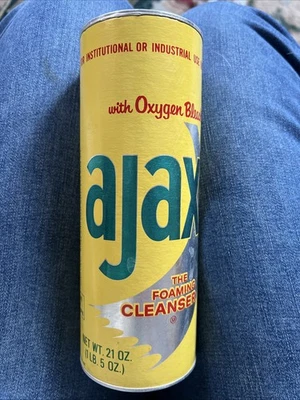 INSTITUTIONAL OR INDUSTRIAL
with Oxygen
ajax
THE
FOAMING
CLEANSER
NET WT. 21 OZ.
(1 LB. 5 OZ.)